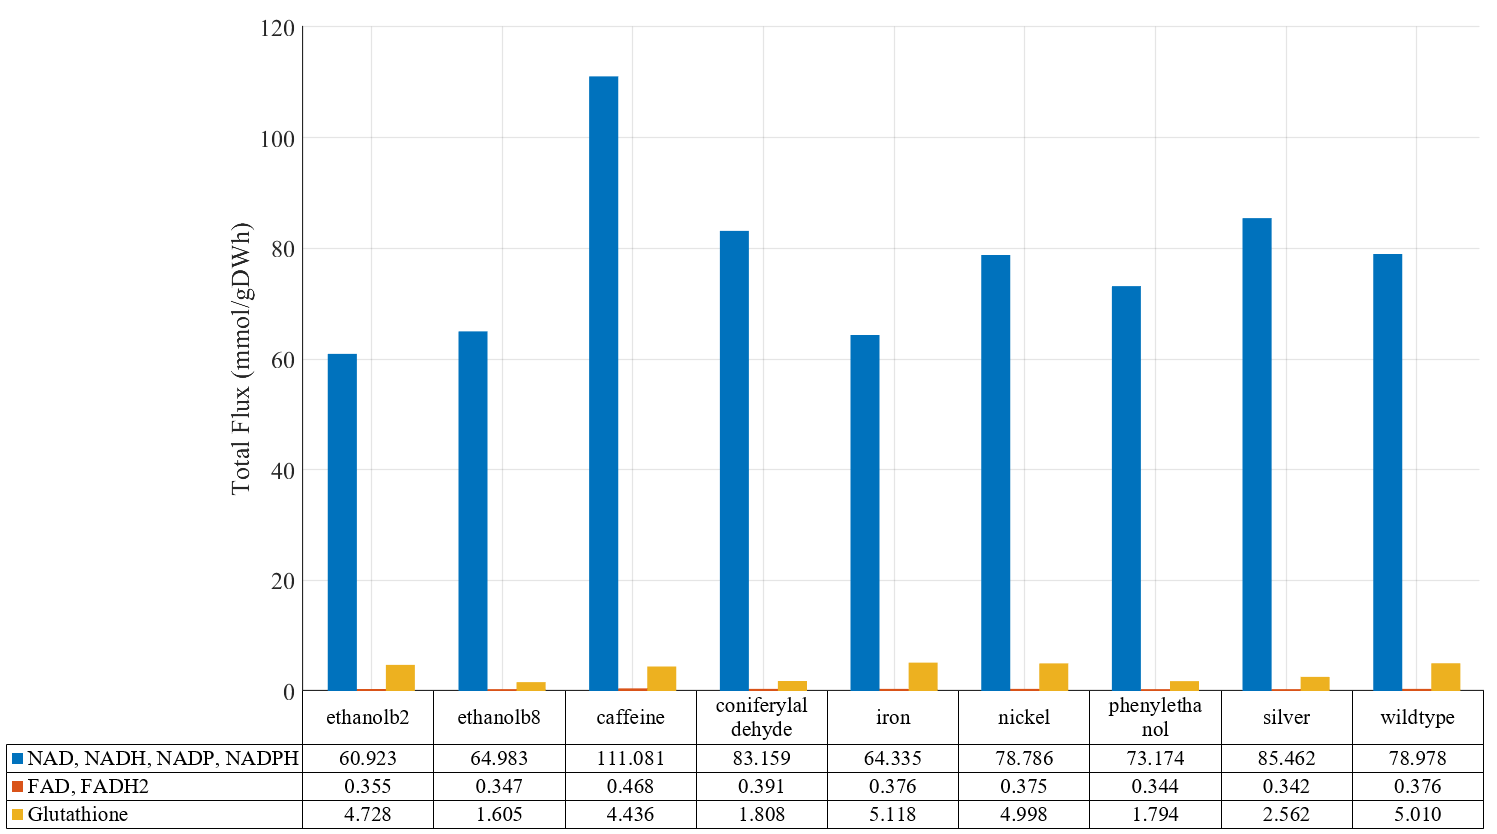 120
100
80
60
40
20
0
Total Flux (mmol/gDWh)
ethanolb2 ethanolb8 caffeine coniferylal dehyde iron nickel phenyletha nol silver wildtype
NAD, NADH, NADP, NADPH 60.923 64.983 111.081 83.159 64.335 78.786 73.174 85.462 78.978
FAD, FADH2 0.355 0.347 0.468 0.391 0.376 0.375 0.344 0.342 0.376
Glutathione 4.728 1.605 4.436 1.808 5.118 4.998 1.794 2.562 5.010